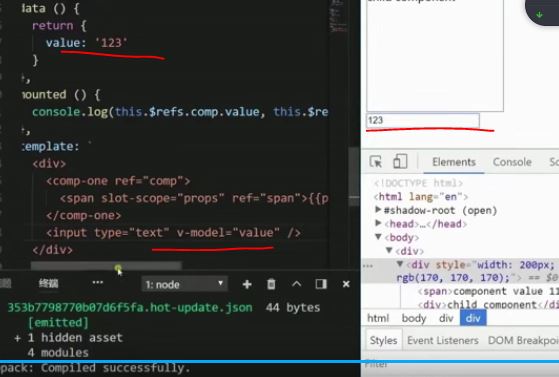 data () {
return {
value: '123'
}
},
mounted () {
console.log(this.$refs.comp.value, this.$re
},
template: `
<div>
<comp-one ref="comp">
<span slot-scope="props" ref="span">{{p
</comp-one>
<input type="text" v-model="value" />
</div>
终端
1: node
353b7798770b07d6f5fa.hot-update.json 44 bytes
[emitted]
+ 1 hidden asset
4 modules
pack: Compiled successfully.
child component
123
Elements Console
<!DOCTYPE html>
<html lang="en">
#shadow-root (open)
<head>…</head>
<body>
<div>
<div style="width: 200px;
rgb(170, 170, 170);"> == $0
<span>component value 11
<div>child component</di
html body div div
Styles Event Listeners DOM Breakpoin
Filter